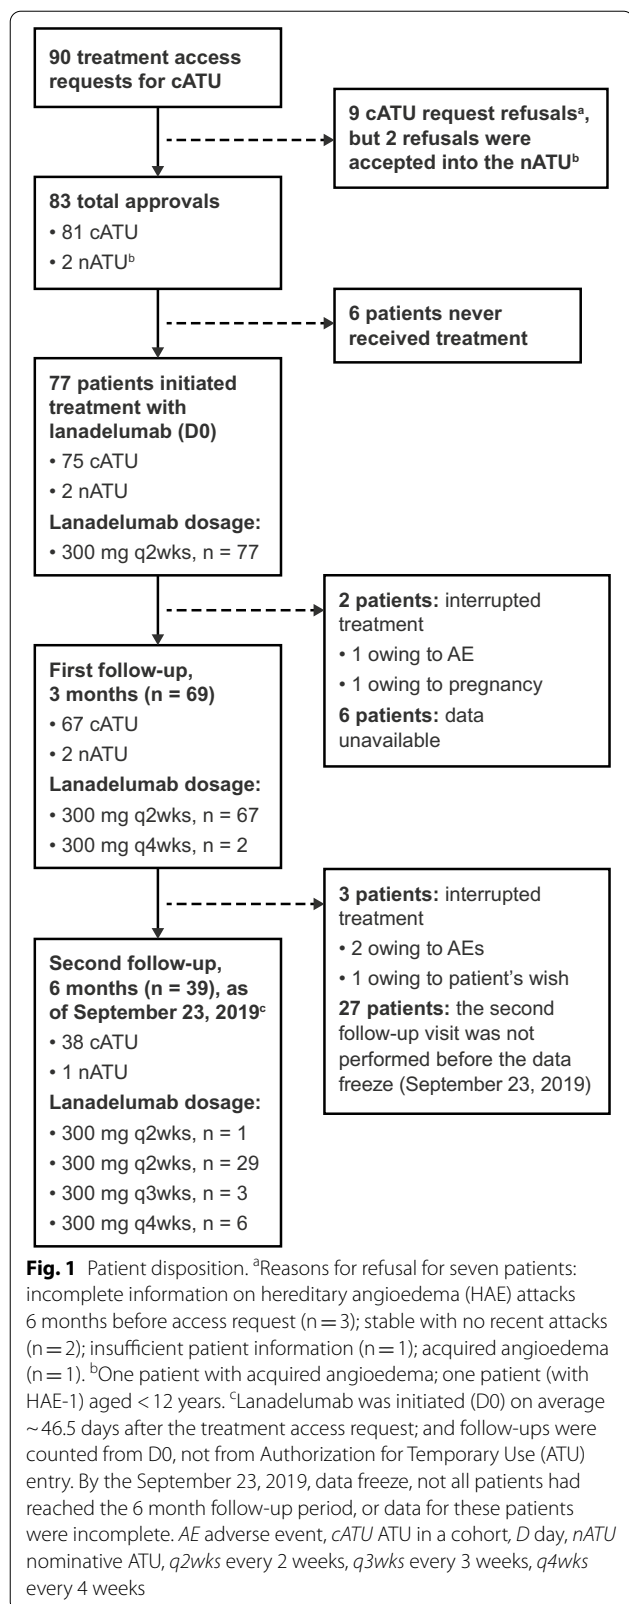 90 treatment access
requests for cATU
9 cATU request refusalsᵃ,
but 2 refusals were
accepted into the nATUᵇ
83 total approvals
• 81 cATU
• 2 nATUᵇ
6 patients never
received treatment
77 patients initiated
treatment with
lanadelumab (D0)
• 75 cATU
• 2 nATU
Lanadelumab dosage:
• 300 mg q2wks, n = 77
2 patients: interrupted
treatment
• 1 owing to AE
• 1 owing to pregnancy
6 patients: data
unavailable
First follow-up,
3 months (n = 69)
• 67 cATU
• 2 nATU
Lanadelumab dosage:
• 300 mg q2wks, n = 67
• 300 mg q4wks, n = 2
3 patients: interrupted
treatment
• 2 owing to AEs
• 1 owing to patient's wish
27 patients: the second
follow-up visit was not
performed before the data
freeze (September 23, 2019)
Second follow-up,
6 months (n = 39), as
of September 23, 2019ᶜ
• 38 cATU
• 1 nATU
Lanadelumab dosage:
• 300 mg q2wks, n = 1
• 300 mg q2wks, n = 29
• 300 mg q3wks, n = 3
• 300 mg q4wks, n = 6
Fig. 1 Patient disposition. ᵃReasons for refusal for seven patients:
incomplete information on hereditary angioedema (HAE) attacks
6 months before access request (n = 3); stable with no recent attacks
(n = 2); insufficient patient information (n = 1); acquired angioedema
(n = 1). ᵇOne patient with acquired angioedema; one patient (with
HAE-1) aged < 12 years. ᶜLanadelumab was initiated (D0) on average
~ 46.5 days after the treatment access request; and follow-ups were
counted from D0, not from Authorization for Temporary Use (ATU)
entry. By the September 23, 2019, data freeze, not all patients had
reached the 6 month follow-up period, or data for these patients
were incomplete. AE adverse event, cATU ATU in a cohort, D day, nATU
nominative ATU, q2wks every 2 weeks, q3wks every 3 weeks, q4wks
every 4 weeks